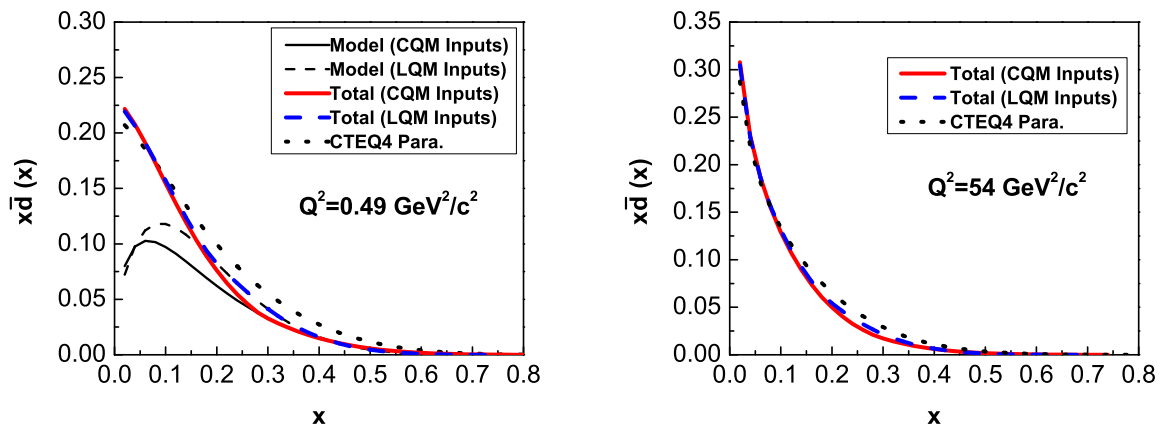 0.30
0.25
0.20
0.15
0.10
0.05
0.00
x d̄ (x)
Model (CQM Inputs)
Model (LQM Inputs)
Total (CQM Inputs)
Total (LQM Inputs)
CTEQ4 Para.
Q²=0.49 GeV²/c²
0.0 0.1 0.2 0.3 0.4 0.5 0.6 0.7 0.8
x
0.35
0.30
0.25
0.20
0.15
0.10
0.05
0.00
x d̄ (x)
Total (CQM Inputs)
Total (LQM Inputs)
CTEQ4 Para.
Q²=54 GeV²/c²
0.0 0.1 0.2 0.3 0.4 0.5 0.6 0.7 0.8
x